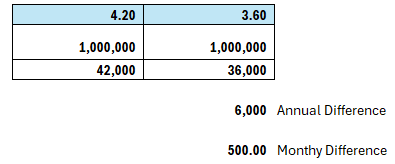 4.20 3.60
1,000,000 1,000,000
42,000 36,000
6,000 Annual Difference
500.00 Monthy Difference